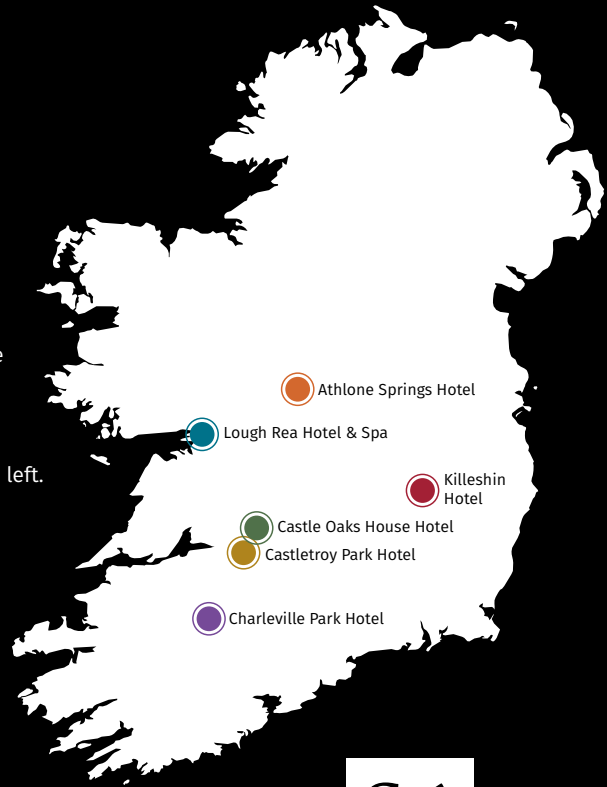 e
Athlone Springs Hotel
Lough Rea Hotel & Spa
left.
Killeshin
Hotel
Castle Oaks House Hotel
Castletroy Park Hotel
Charleville Park Hotel